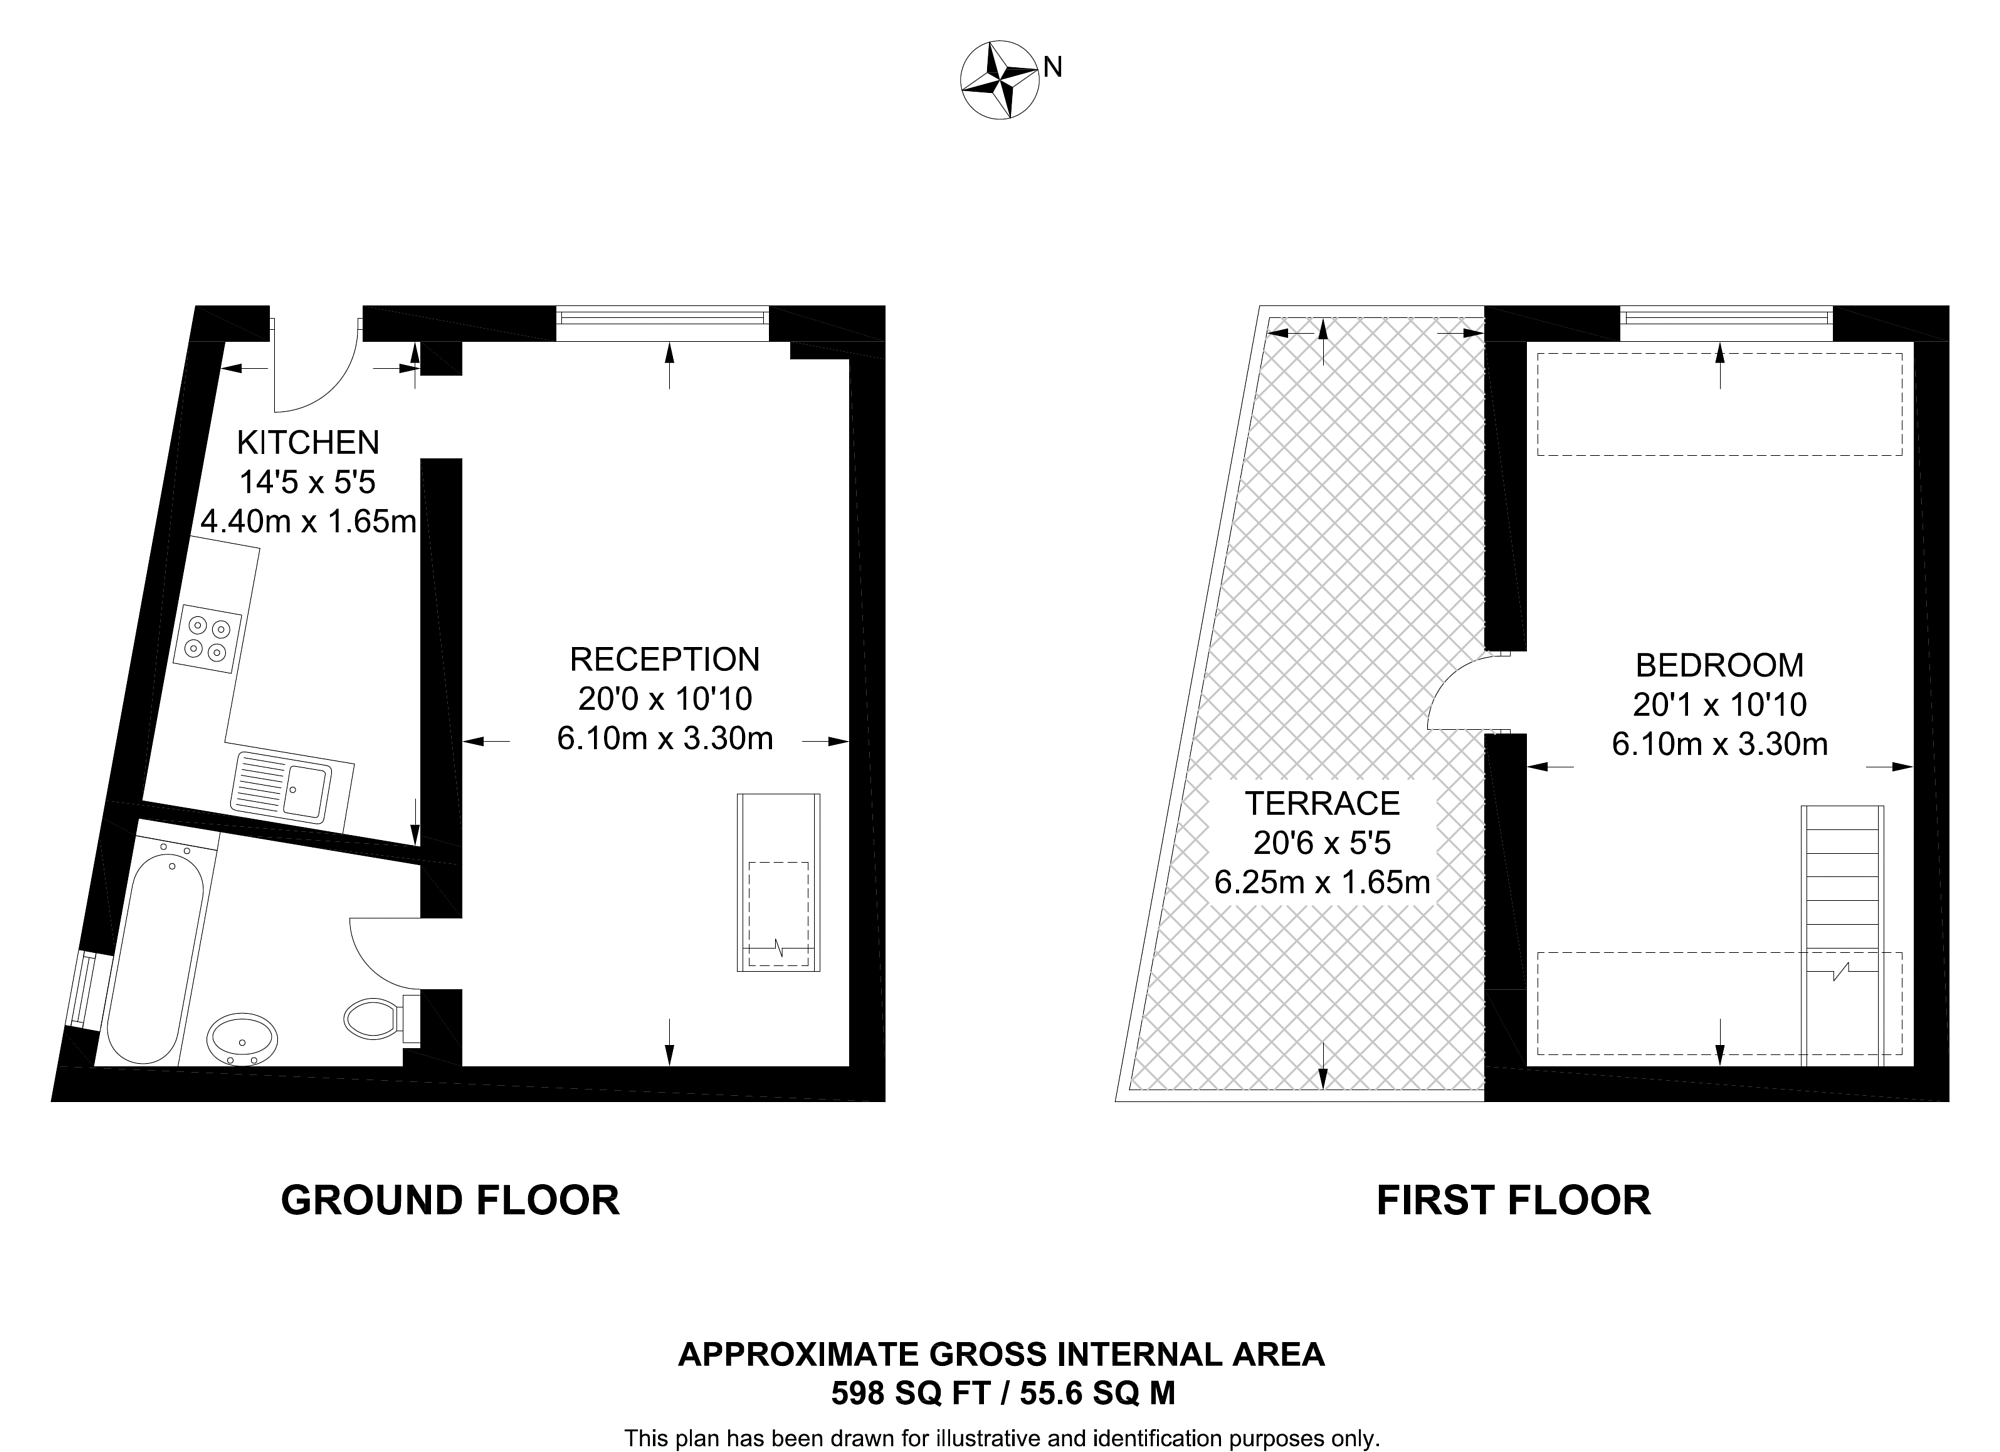 N
KITCHEN
14'5 x 5'5
4.40m x 1.65m
RECEPTION
20'0 x 10'10
6.10m x 3.30m
TERRACE
20'6 x 5'5
6.25m x 1.65m
BEDROOM
20'1 x 10'10
6.10m x 3.30m
GROUND FLOOR
FIRST FLOOR
APPROXIMATE GROSS INTERNAL AREA
598 SQ FT / 55.6 SQ M
This plan has been drawn for illustrative and identification purposes only.